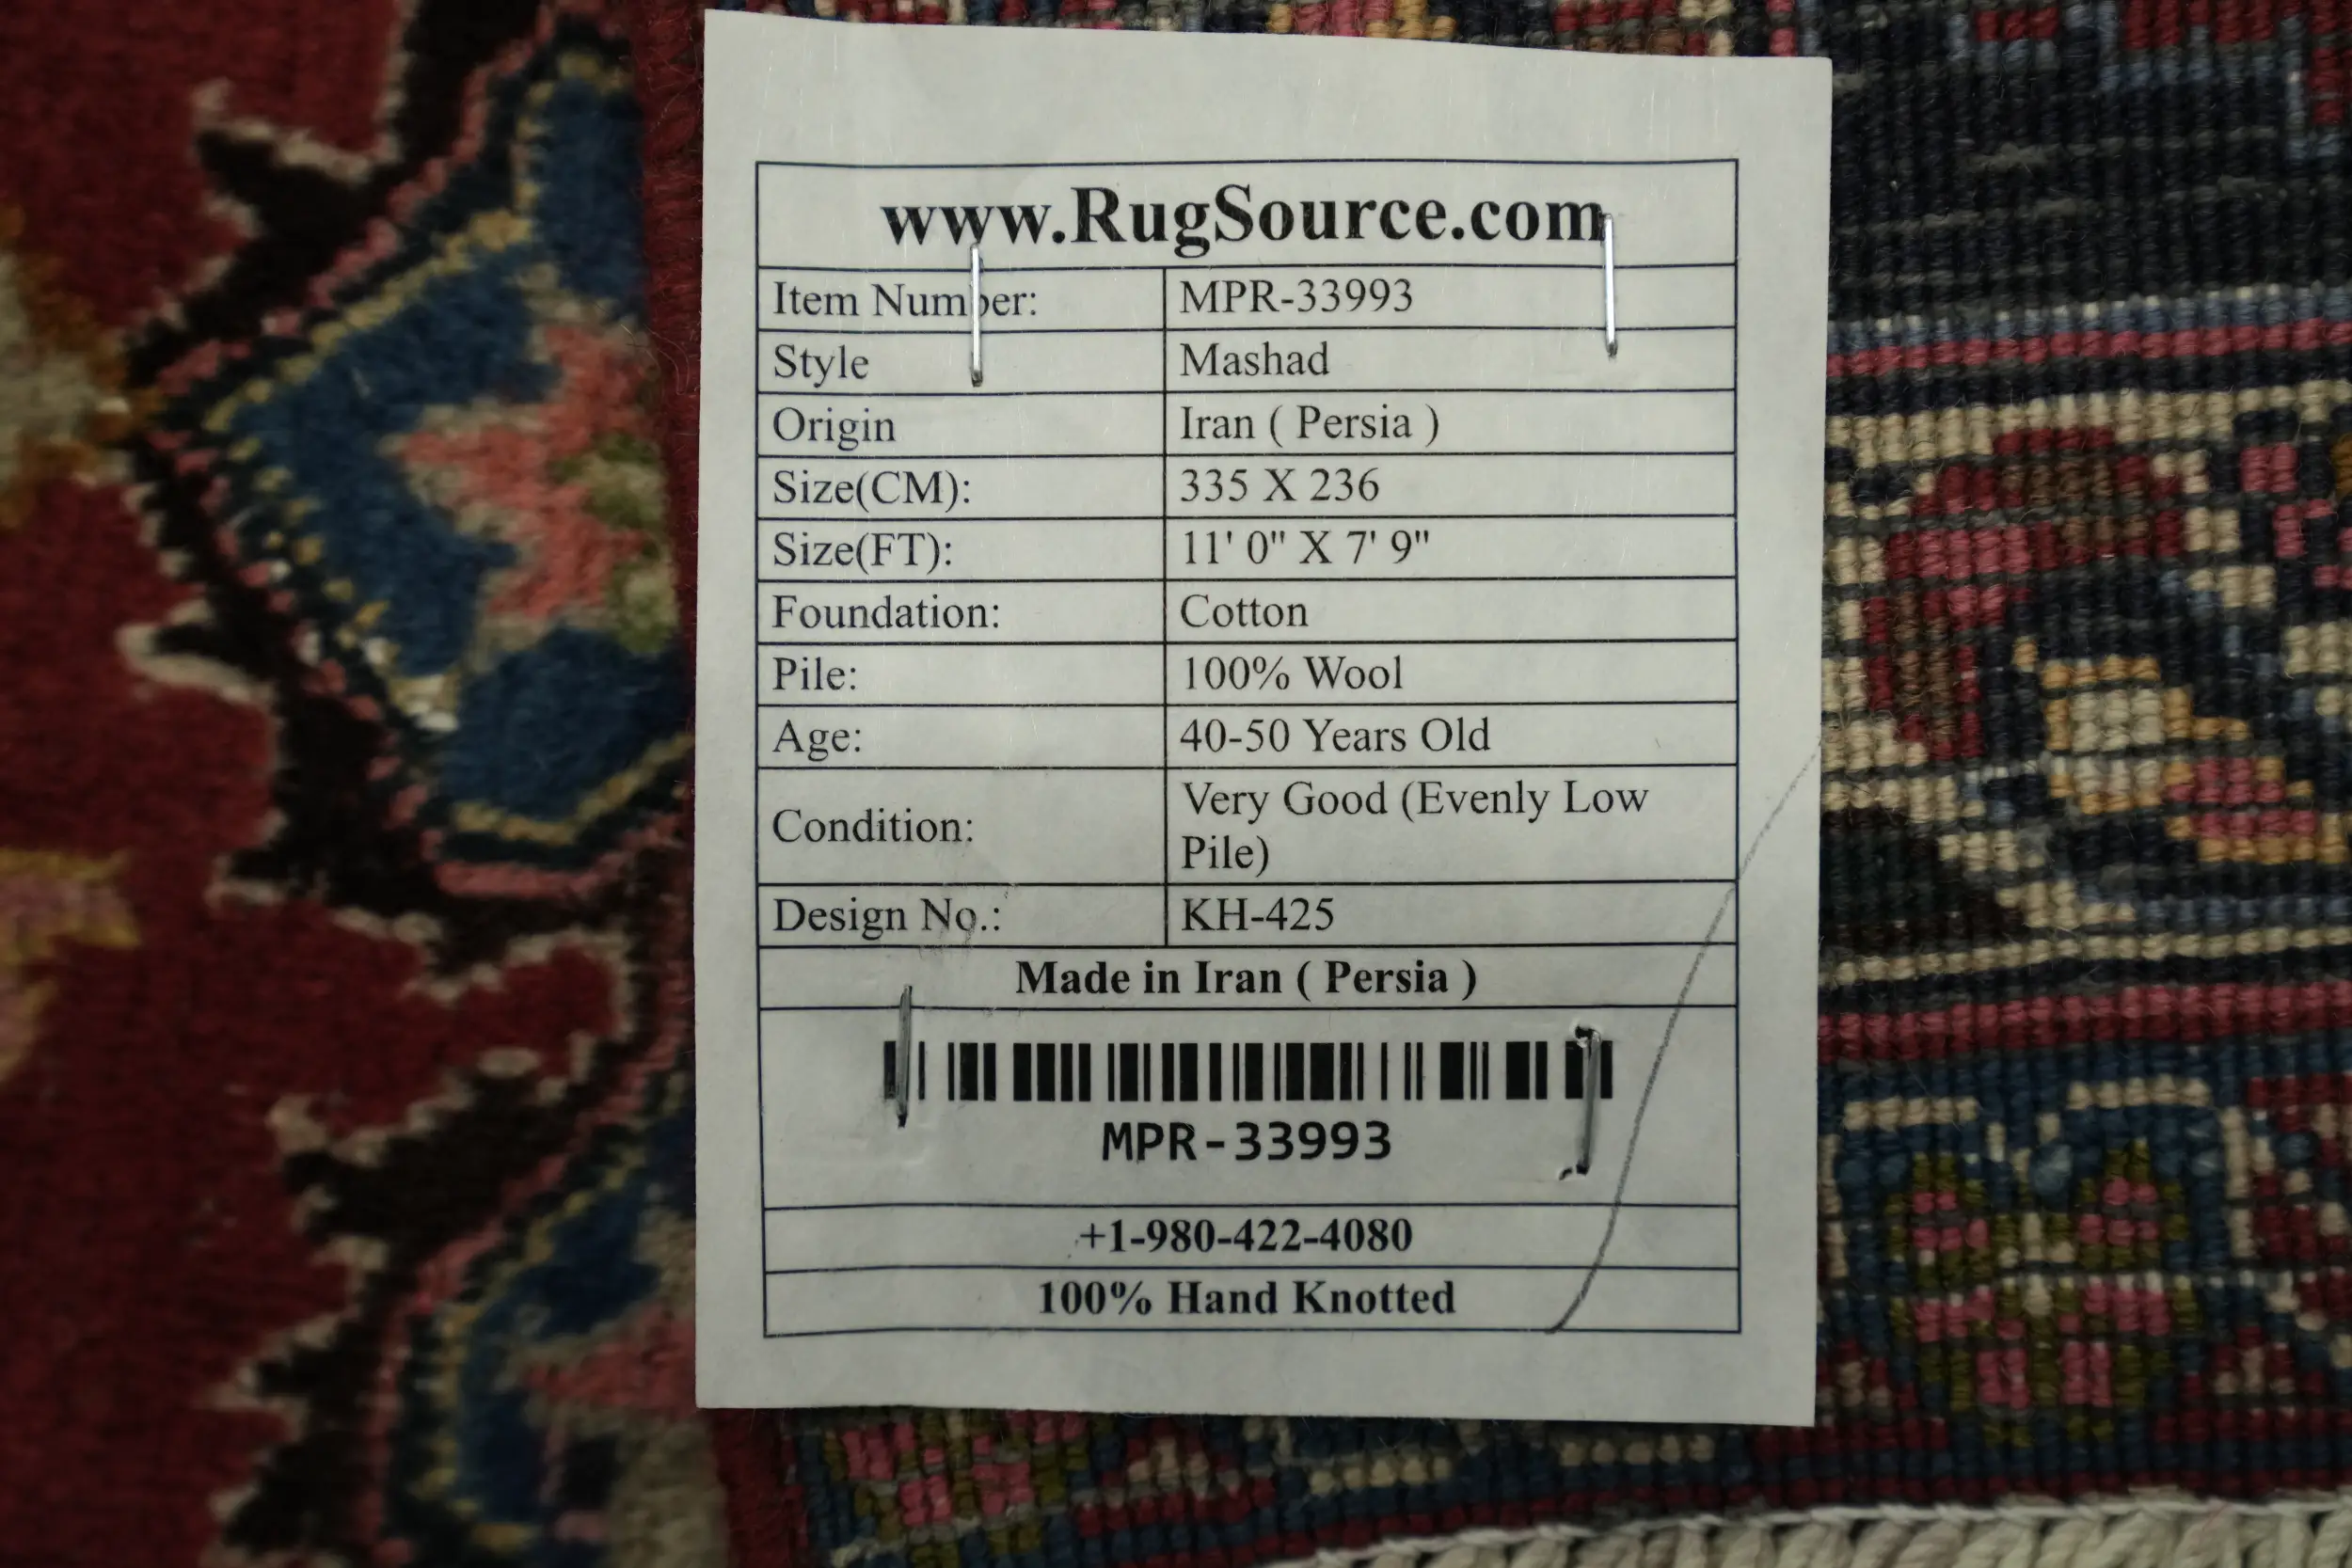 www.RugSource.com
Item Number: MPR-33993
Style Mashad
Origin Iran ( Persia )
Size(CM): 335 X 236
Size(FT): 11' 0" X 7' 9"
Foundation: Cotton
Pile: 100% Wool
Age: 40-50 Years Old
Condition: Very Good (Evenly Low
Pile)
Design No.: KH-425
Made in Iran ( Persia )
MPR-33993
+1-980-422-4080
100% Hand Knotted